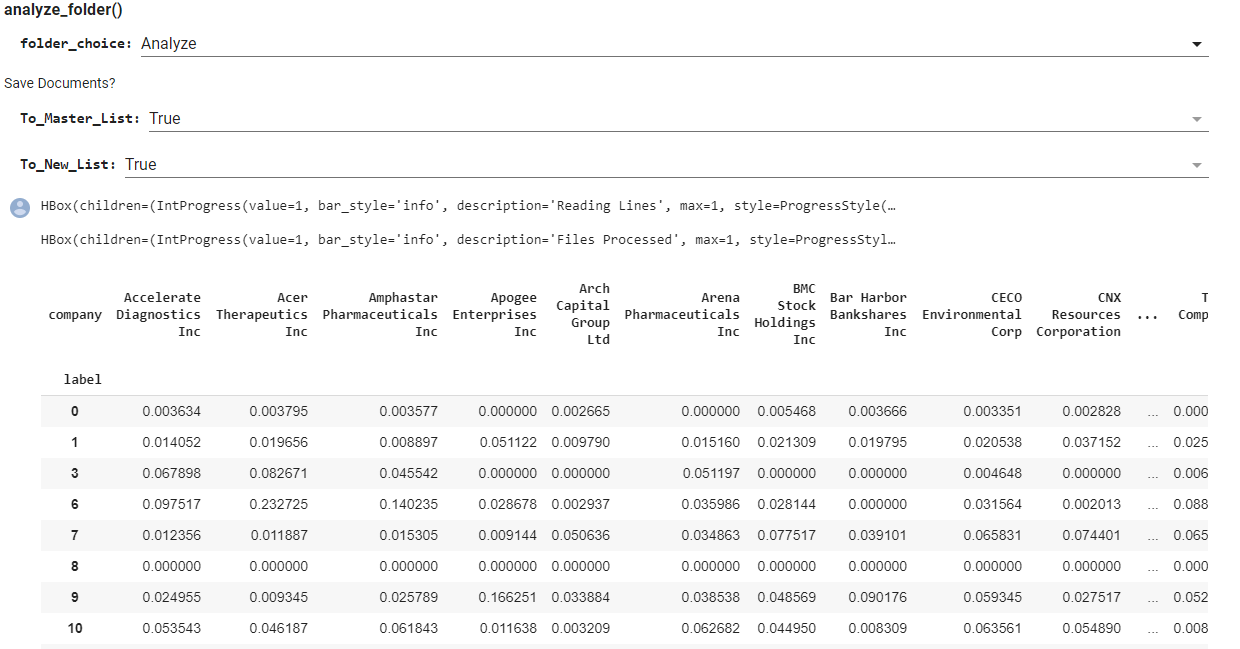 analyze_folder()
folder_choice: Analyze
Save Documents?
To_Master_List: True
To_New_List: True
HBox(children=(IntProgress(value=1, bar_style='info', description='Reading Lines', max=1, style=ProgressStyle(…
HBox(children=(IntProgress(value=1, bar_style='info', description='Files Processed', max=1, style=ProgressStyl…
company Accelerate Diagnostics Inc Acer Therapeutics Inc Amphastar Pharmaceuticals Inc Apogee Enterprises Inc Arch Capital Group Ltd Arena Pharmaceuticals Inc BMC Stock Holdings Inc Bar Harbor Bankshares Inc CECO Environmental Corp CNX Resources Corporation ... T Comp
label
0 0.003634 0.003795 0.003577 0.000000 0.002665 0.000000 0.005468 0.003666 0.003351 0.002828 ... 0.000
1 0.014052 0.019656 0.008897 0.051122 0.009790 0.015160 0.021309 0.019795 0.020538 0.037152 ... 0.025
3 0.067898 0.082671 0.045542 0.000000 0.000000 0.051197 0.000000 0.000000 0.004648 0.000000 ... 0.006
6 0.097517 0.232725 0.140235 0.028678 0.002937 0.035986 0.028144 0.000000 0.031564 0.002013 ... 0.088
7 0.012356 0.011887 0.015305 0.009144 0.050636 0.034863 0.077517 0.039101 0.065831 0.074401 ... 0.065
8 0.000000 0.000000 0.000000 0.000000 0.000000 0.000000 0.000000 0.000000 0.000000 0.000000 ... 0.000
9 0.024955 0.009345 0.025789 0.166251 0.033884 0.038538 0.048569 0.090176 0.059345 0.027517 ... 0.052
10 0.053543 0.046187 0.061843 0.011638 0.003209 0.062682 0.044950 0.008309 0.063561 0.054890 ... 0.008